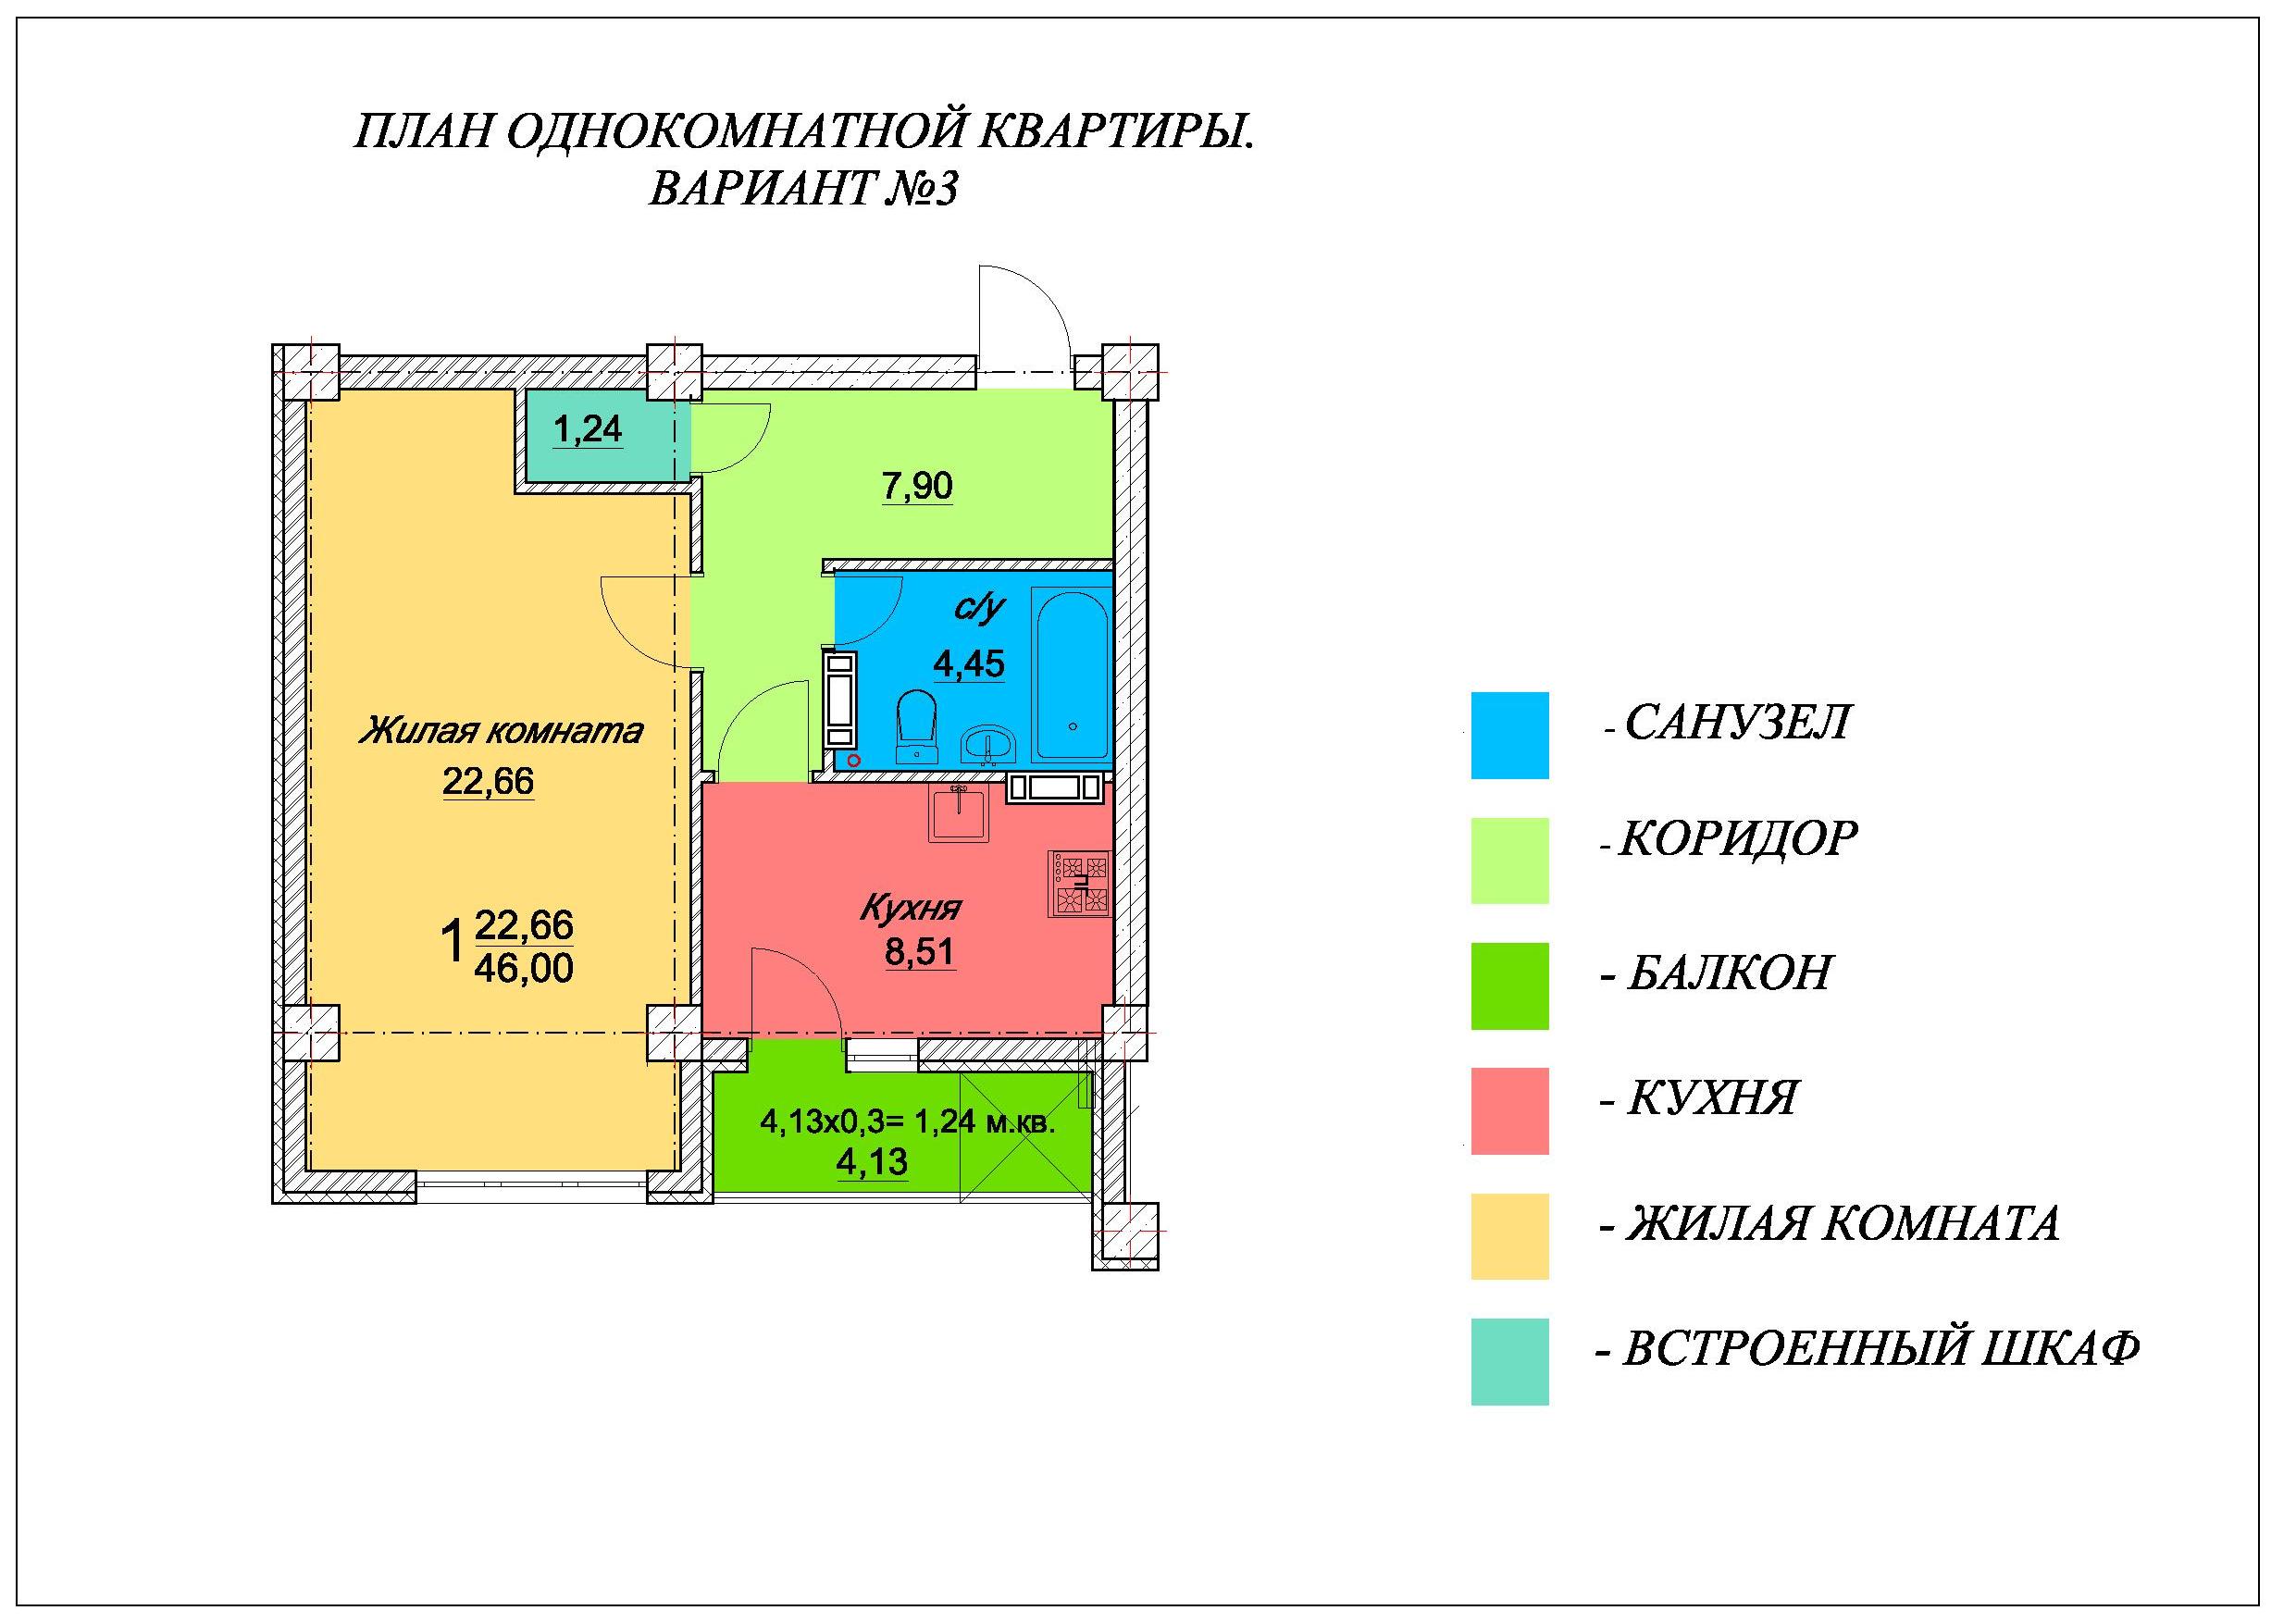 ПЛАН ОДНОКОМНАТНОЙ КВАРТИРЫ.
ВАРИАНТ №3
1,24
7,90
с/у
4,45
Жилая комната
22,66
Кухня
8,51
1 22,66
46,00
4,13х0,3= 1,24 м.кв.
4,13
- САНУЗЕЛ
- КОРИДОР
- БАЛКОН
- КУХНЯ
- ЖИЛАЯ КОМНАТА
- ВСТРОЕННЫЙ ШКАФ